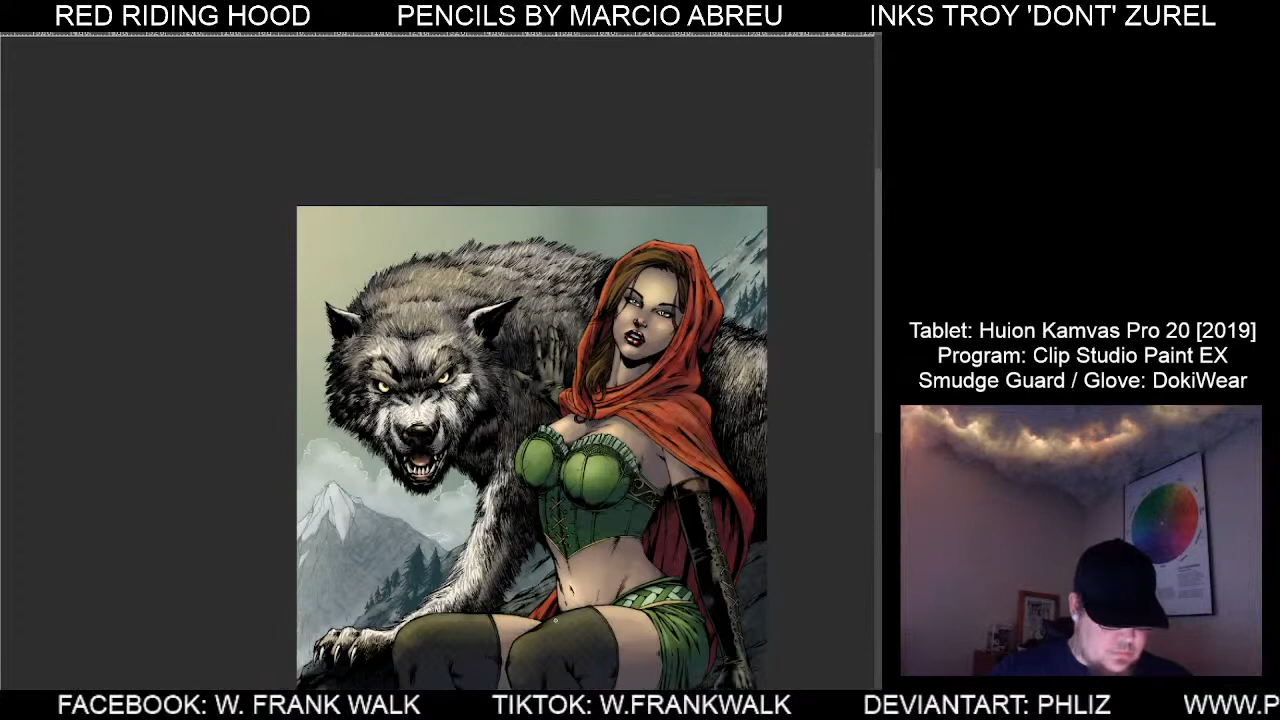 RED RIDING HOOD PENCILS BY MARCIO ABREU INKS TROY 'DONT' ZUREL
Tablet: Huion Kamvas Pro 20 [2019]
Program: Clip Studio Paint EX
Smudge Guard / Glove: DokiWear
FACEBOOK: W. FRANK WALK TIKTOK: W.FRANKWALK DEVIANTART: PHLIZ WWW.P